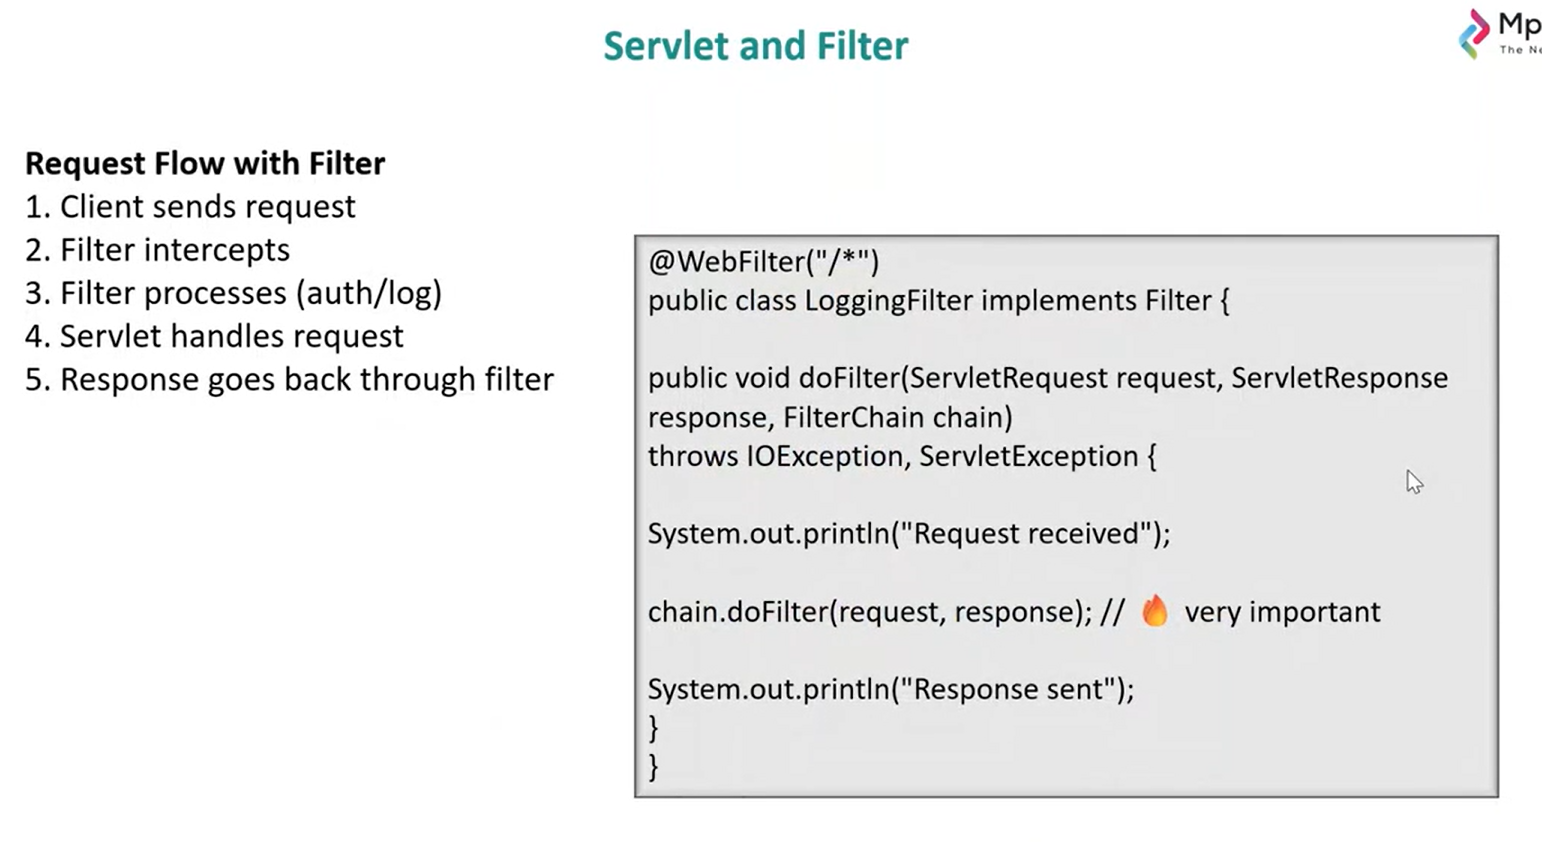 Servlet and Filter
Mp
The Ne
Request Flow with Filter
1. Client sends request
2. Filter intercepts
3. Filter processes (auth/log)
4. Servlet handles request
5. Response goes back through filter
@WebFilter("/*")
public class LoggingFilter implements Filter {
public void doFilter(ServletRequest request, ServletResponse
response, FilterChain chain)
throws IOException, ServletException {
System.out.println("Request received");
chain.doFilter(request, response); // 🔥 very important
System.out.println("Response sent");
}
}